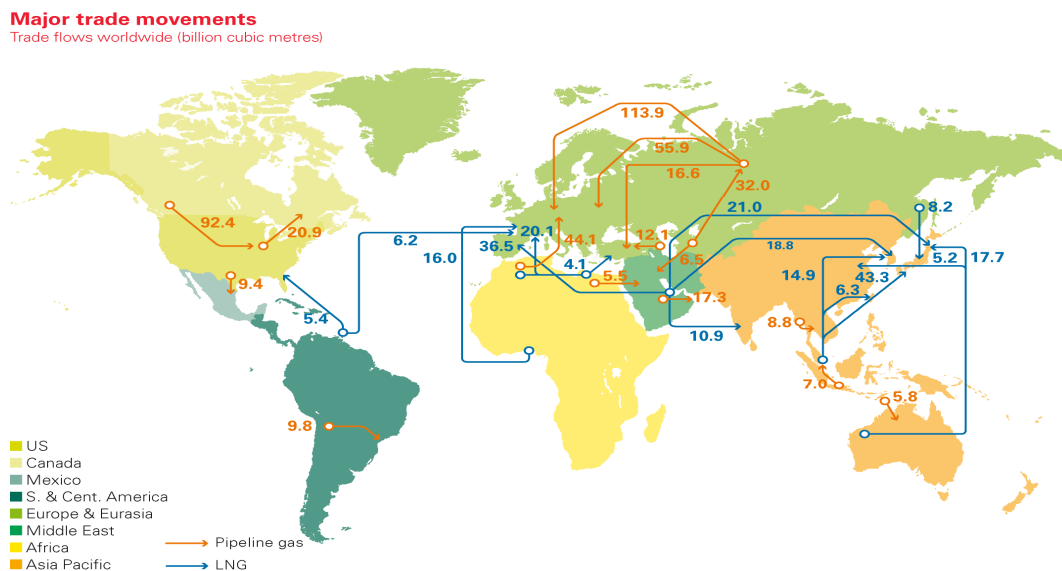 Major trade movements
Trade flows worldwide (billion cubic metres)
113.9
55.9
16.6
32.0
92.4
20.9
6.2
20.1
36.5
44.1
12.1
21.0
8.2
18.8
16.0
4.1
6.5
5.2
17.7
9.4
5.5
14.9
43.3
6.3
17.3
5.4
10.9
8.8
7.0
5.8
9.8
US
Canada
Mexico
S. & Cent. America
Europe & Eurasia
Middle East
Africa
Asia Pacific
Pipeline gas
LNG